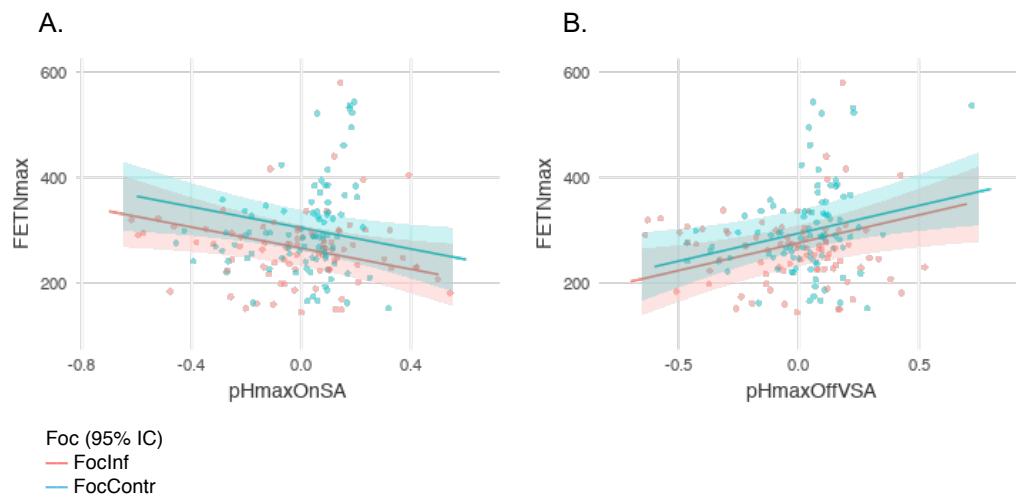 A.
B.
600
400
200
FETNmax
-0.8
-0.4
0.0
0.4
pHmaxOnSA
600
400
200
FETNmax
-0.5
0.0
0.5
pHmaxOffVSA
Foc (95% IC)
FocInf
FocContr